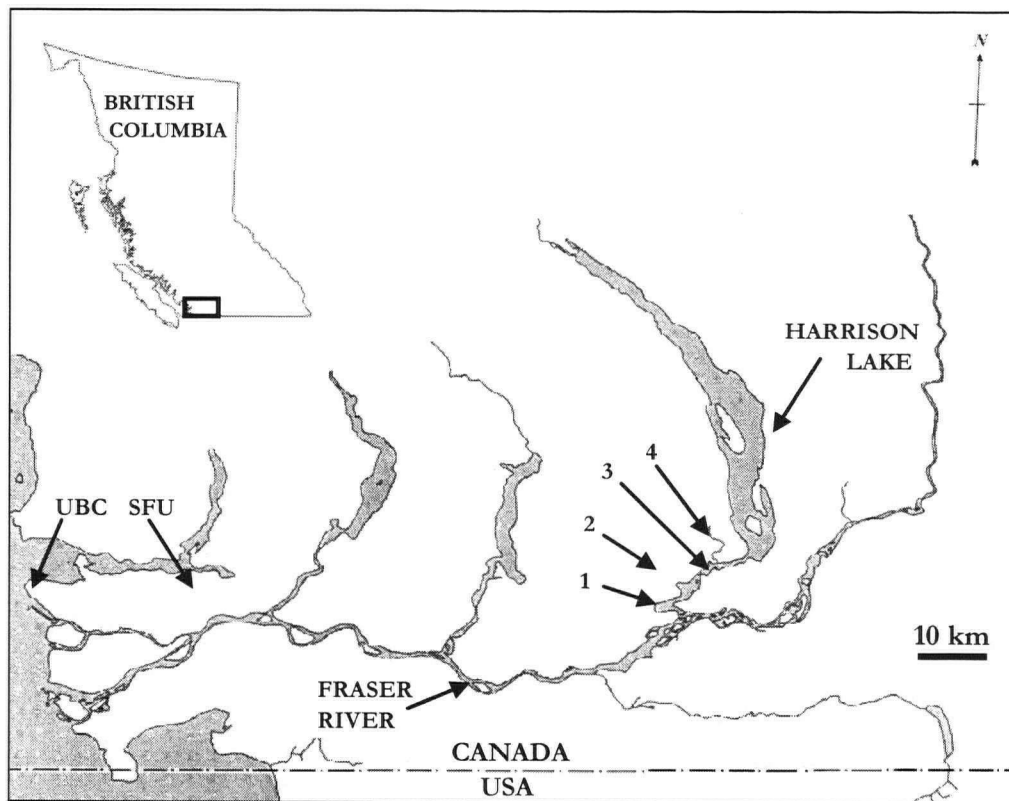 N
BRITISH
COLUMBIA
HARRISON
LAKE
4
3
UBC SFU
2
1
10 km
FRASER
RIVER
CANADA
USA